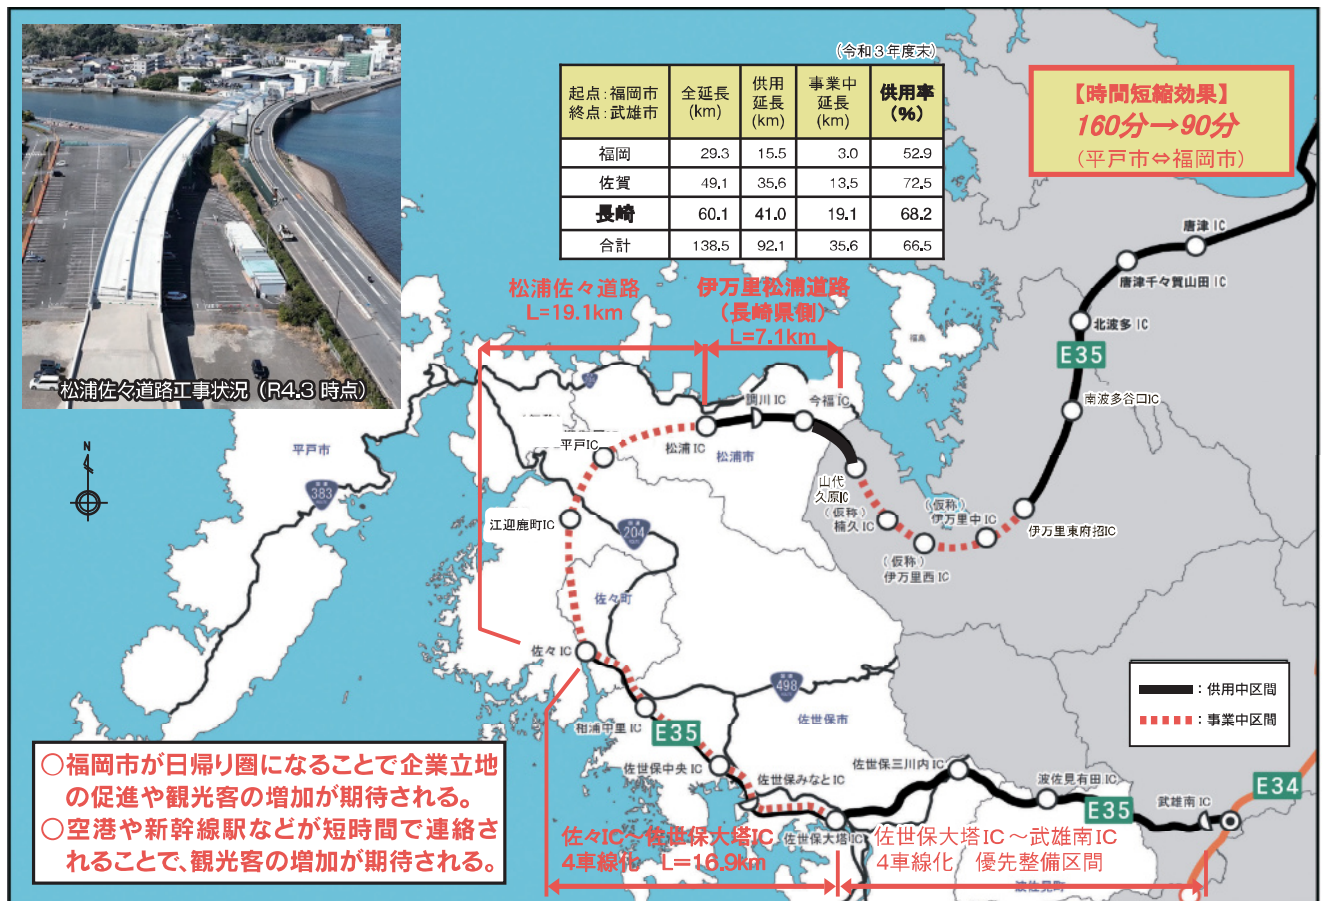 松浦佐々道路工事状況（R4.3 時点）
（令和３年度末）
起点：福岡市
終点：武雄市
全延長
(km)
供用
延長
(km)
事業中
延長
(km)
供用率
（%）
福岡 29.3 15.5 3.0 52.9
佐賀 49.1 35.6 13.5 72.5
長崎 60.1 41.0 19.1 68.2
合計 138.5 92.1 35.6 66.5
【時間短縮効果】
160分→90分
（平戸市⇔福岡市）
松浦佐々道路
L=19.1km
伊万里松浦道路
（長崎県側）
L=7.1km
唐津 IC
唐津千々賀山田 IC
北波多 IC
E35
南波多谷口IC
福島
調川 IC
今福 IC
松浦 IC
松浦市
平戸IC
平戸市
N
383
江迎鹿町IC
204
山代
久原IC
（仮称）
楠久 IC
（仮称）
伊万里中 IC
伊万里東府招IC
（仮称）
伊万里西 IC
佐々町
佐々 IC
498
佐世保市
相浦中里 IC
E35
佐世保中央 IC
佐世保みなと IC
佐世保三川内 IC
波佐見有田 IC
E35
武雄南 IC
E34
佐世保大塔 IC
波佐見町
：供用中区間
：事業中区間
○福岡市が日帰り圏になることで企業立地
の促進や観光客の増加が期待される。
○空港や新幹線駅などが短時間で連絡さ
れることで、観光客の増加が期待される。
佐々IC～佐世保大塔IC
4車線化 L=16.9km
佐世保大塔IC～武雄南IC
4車線化 優先整備区間